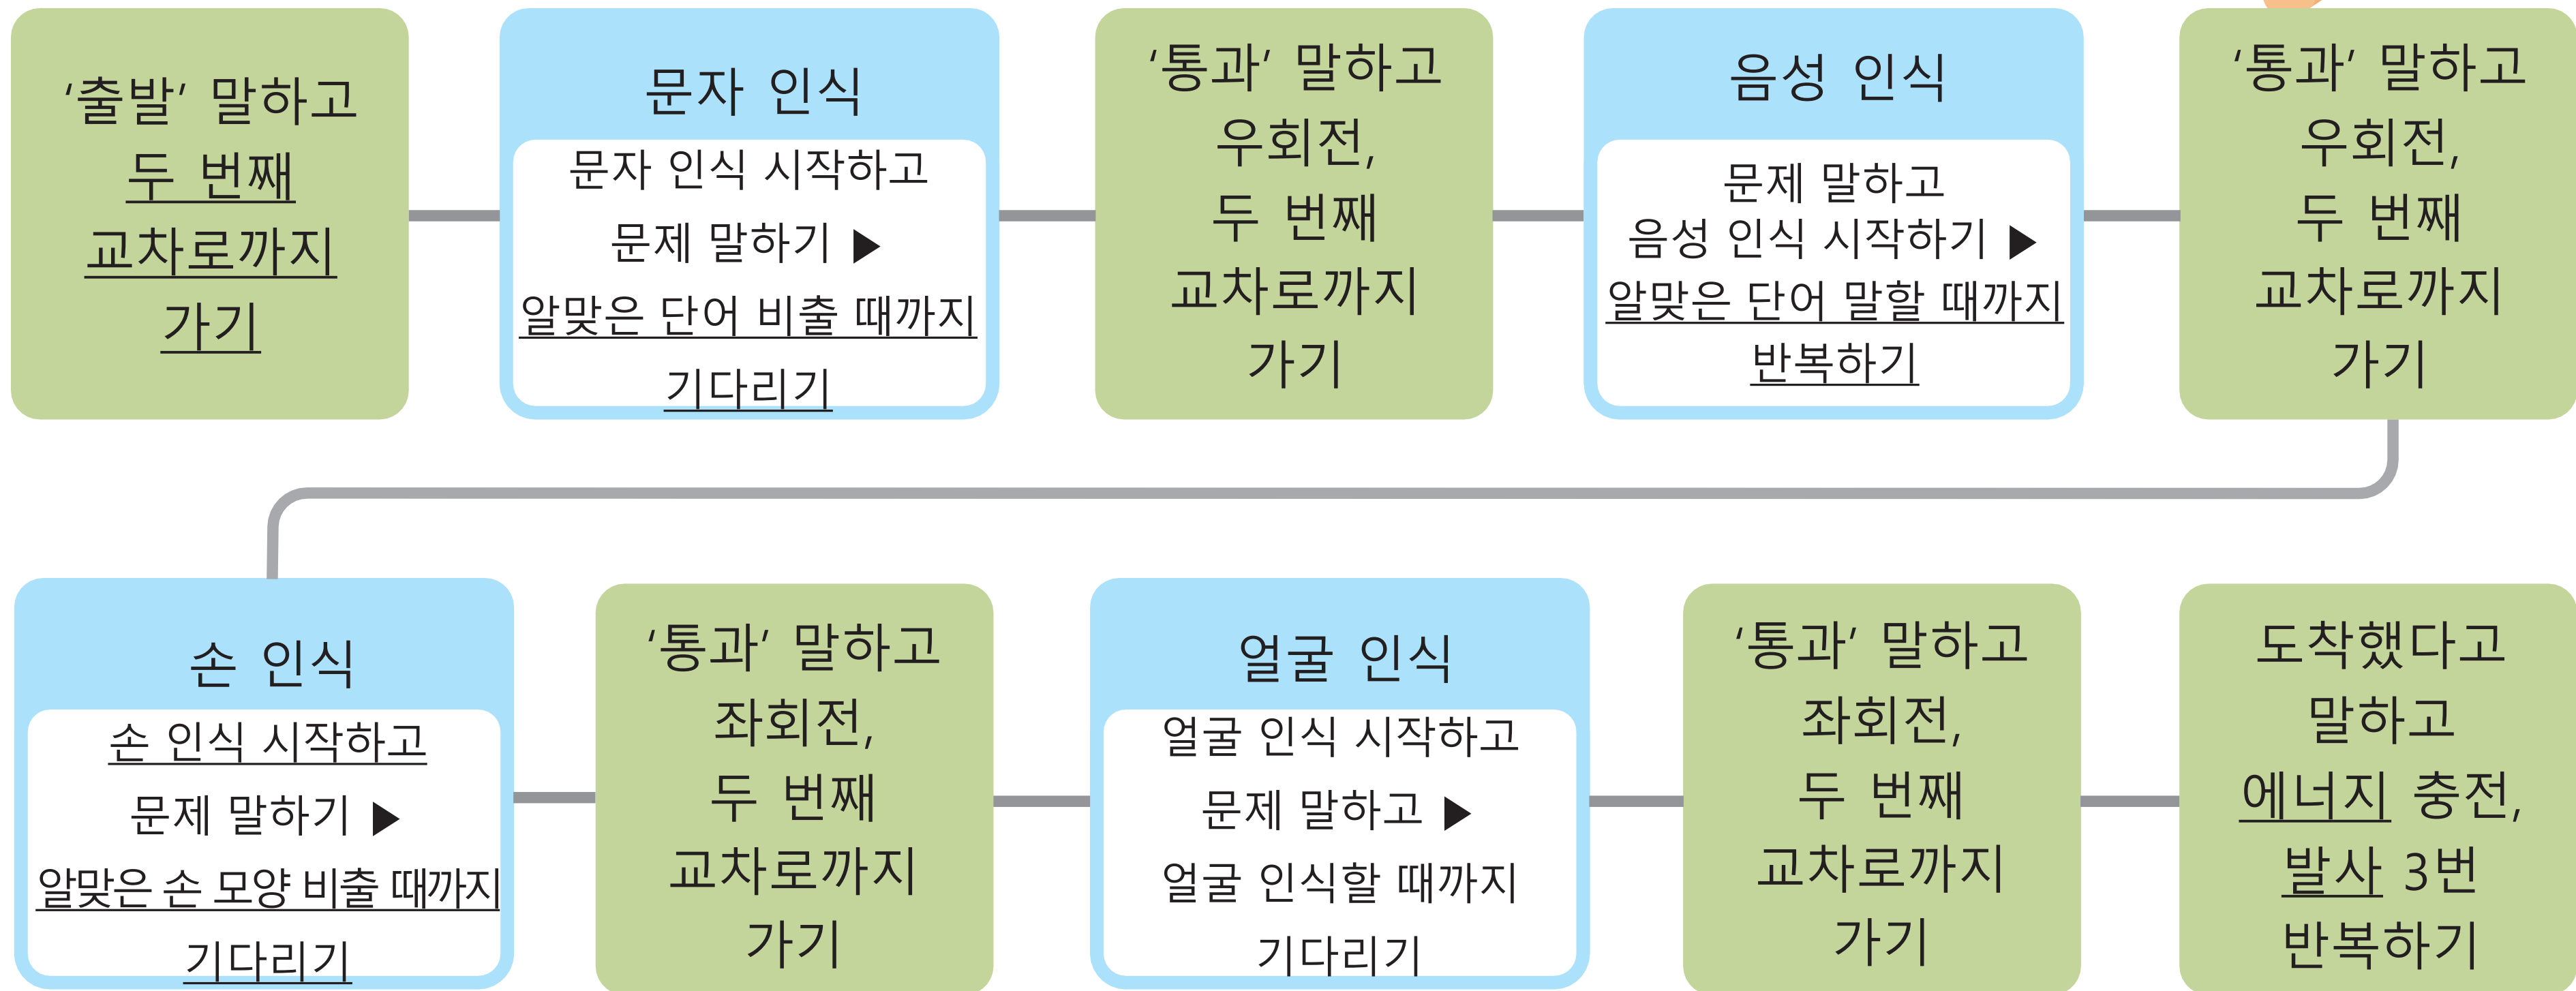 ‘출발’ 말하고
두 번째
교차로까지
가기
문자 인식
문자 인식 시작하고
문제 말하기 ▶
알맞은 단어 비출 때까지
기다리기
‘통과’ 말하고
우회전,
두 번째
교차로까지
가기
음성 인식
문제 말하고
음성 인식 시작하기 ▶
알맞은 단어 말할 때까지
반복하기
‘통과’ 말하고
우회전,
두 번째
교차로까지
가기
손 인식
손 인식 시작하고
문제 말하기 ▶
알맞은 손 모양 비출 때까지
기다리기
‘통과’ 말하고
좌회전,
두 번째
교차로까지
가기
얼굴 인식
얼굴 인식 시작하고
문제 말하고 ▶
얼굴 인식할 때까지
기다리기
‘통과’ 말하고
좌회전,
두 번째
교차로까지
가기
도착했다고
말하고
에너지 충전,
발사 3번
반복하기